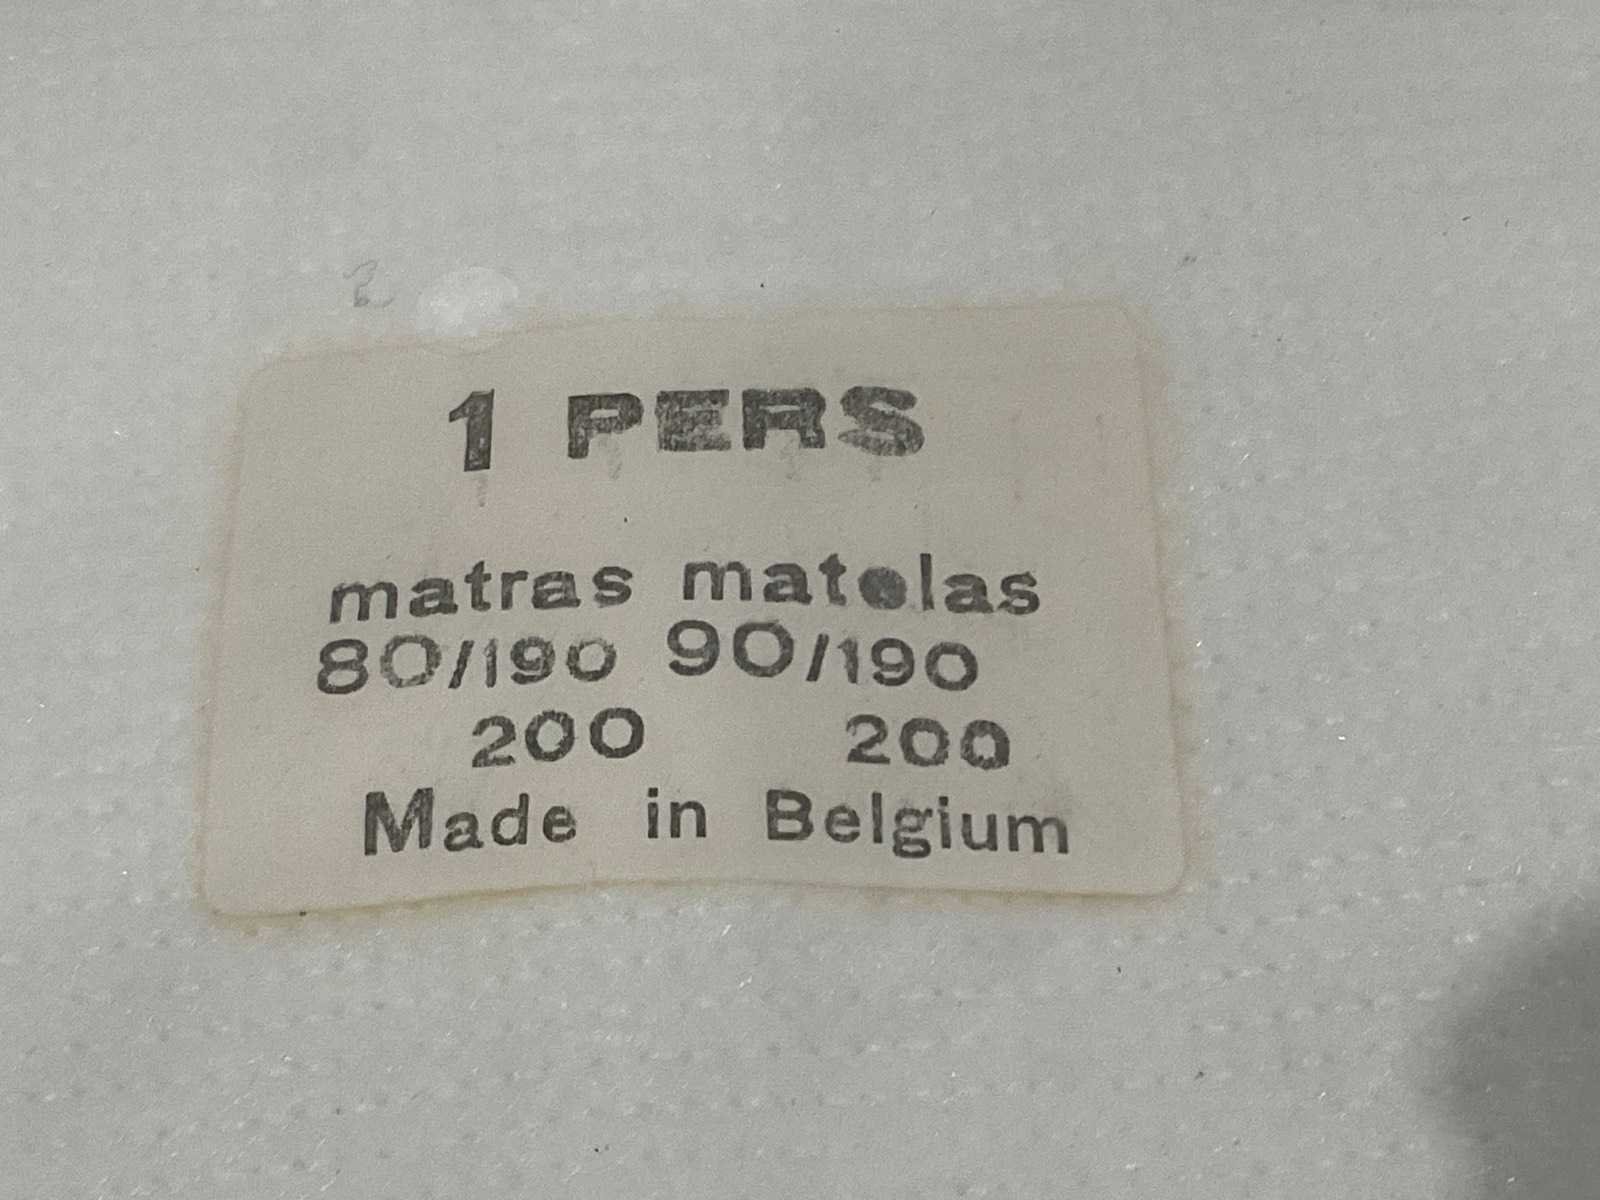 1 PERS
matras matelas
80/190 90/190
200 200
Made in Belgium